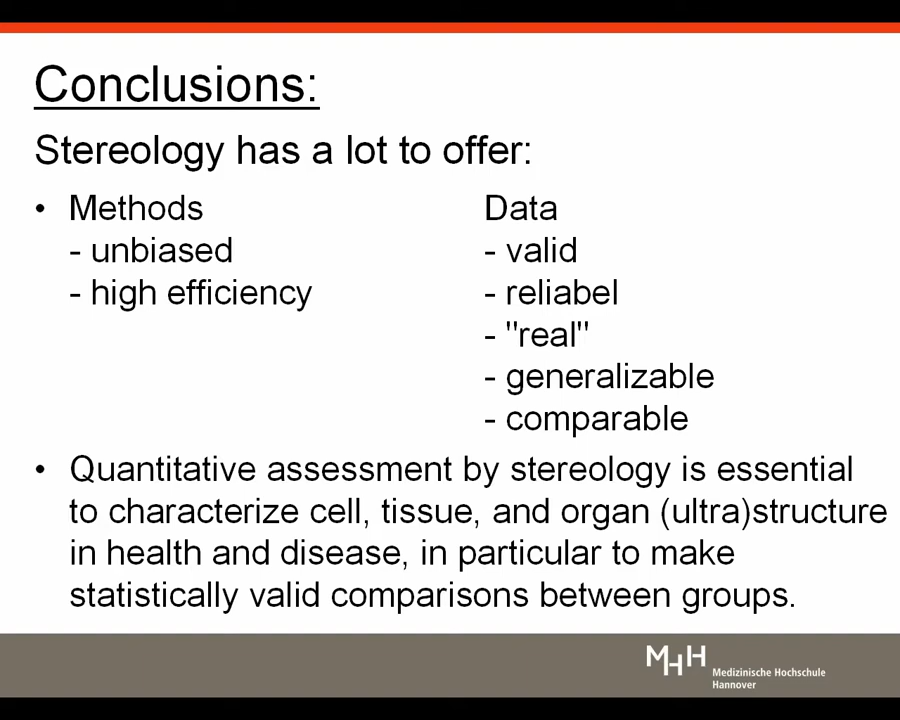 Conclusions:
Stereology has a lot to offer:
• Methods
- unbiased
- high efficiency
Data
- valid
- reliabel
- "real"
- generalizable
- comparable
• Quantitative assessment by stereology is essential
to characterize cell, tissue, and organ (ultra)structure
in health and disease, in particular to make
statistically valid comparisons between groups.
MHH
Medizinische Hochschule
Hannover